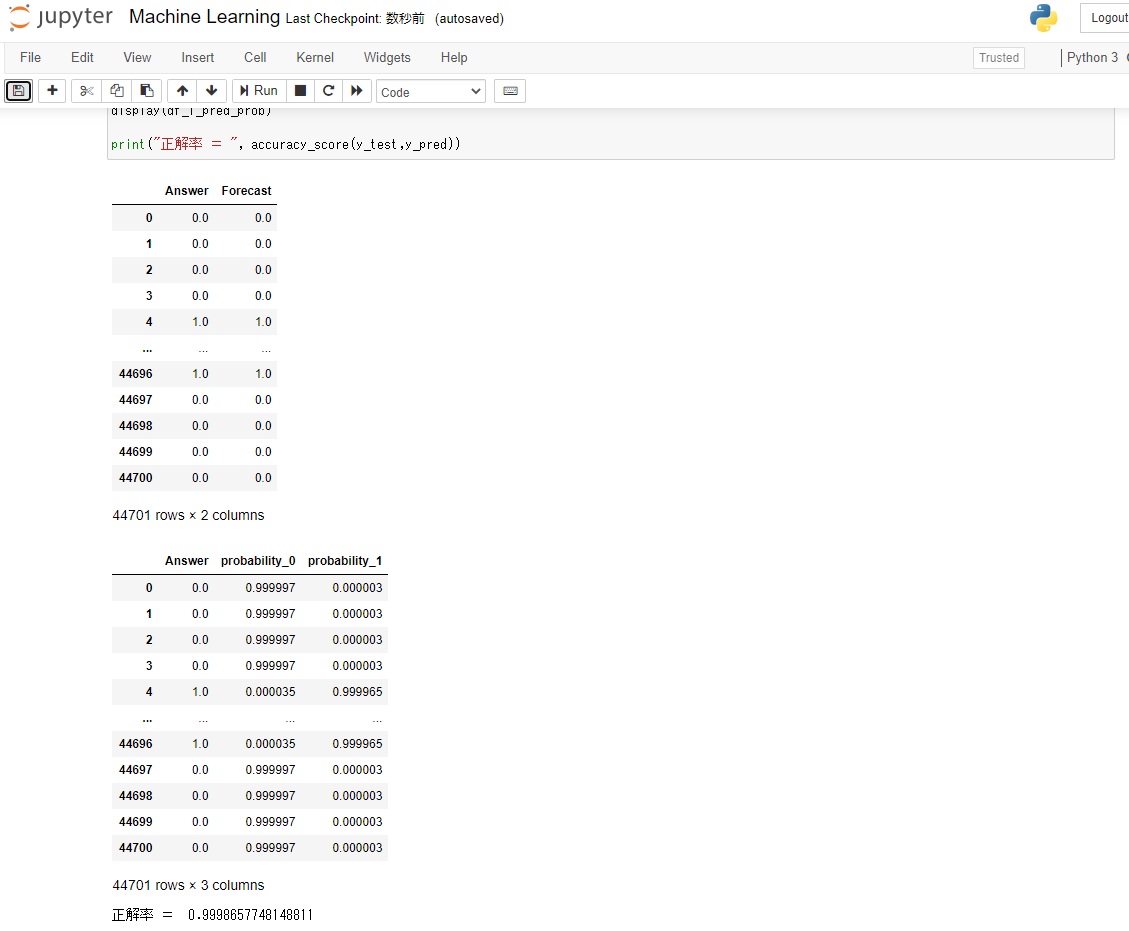 jupyter Machine Learning Last Checkpoint: 数秒前 (autosaved)
Logout
File Edit View Insert Cell Kernel Widgets Help
Trusted Python 3
Run Code
print("正解率 = ", accuracy_score(y_test,y_pred))
Answer Forecast
0 0.0 0.0
1 0.0 0.0
2 0.0 0.0
3 0.0 0.0
4 1.0 1.0
... ... ...
44696 1.0 1.0
44697 0.0 0.0
44698 0.0 0.0
44699 0.0 0.0
44700 0.0 0.0
44701 rows × 2 columns
Answer probability_0 probability_1
0 0.0 0.999997 0.000003
1 0.0 0.999997 0.000003
2 0.0 0.999997 0.000003
3 0.0 0.999997 0.000003
4 1.0 0.000035 0.999965
... ... ... ...
44696 1.0 0.000035 0.999965
44697 0.0 0.999997 0.000003
44698 0.0 0.999997 0.000003
44699 0.0 0.999997 0.000003
44700 0.0 0.999997 0.000003
44701 rows × 3 columns
正解率 = 0.9998657748148811